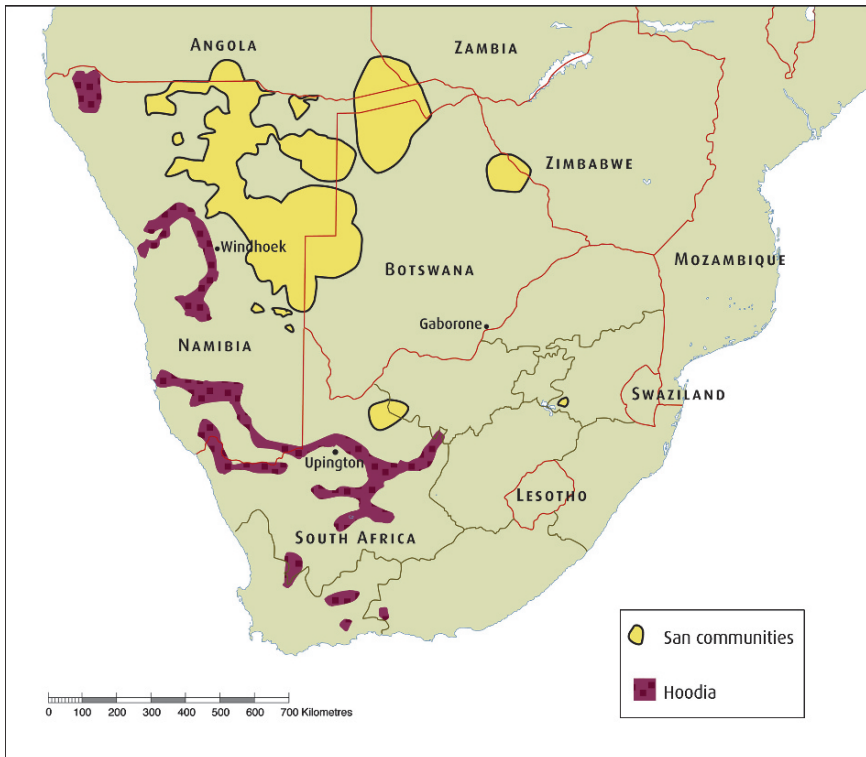 ANGOLA
ZAMBIA
ZIMBABWE
Windhoek
BOTSWANA
MOZAMBIQUE
Gaborone
NAMIBIA
SWAZILAND
Upington
LESOTHO
SOUTH AFRICA
San communities
Hoodia
0 100 200 300 400 500 600 700 Kilometres